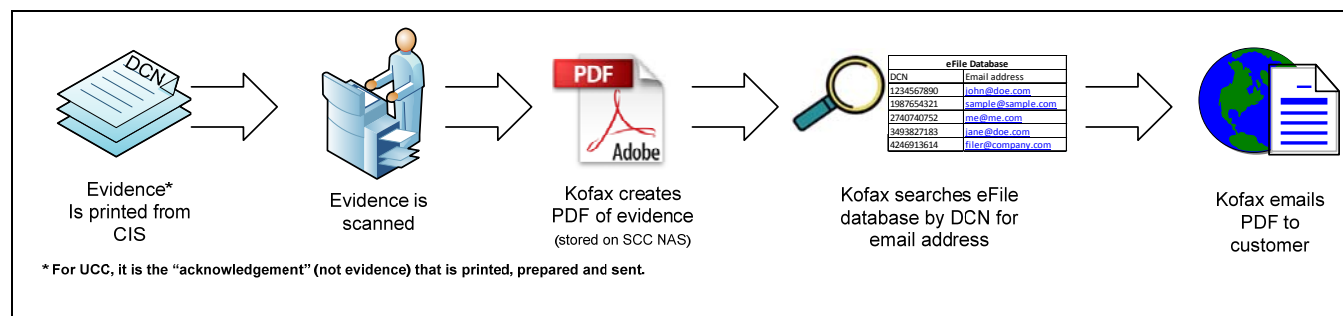 DCN
Evidence*
Is printed from
CIS
Evidence is
scanned
PDF
Adobe
Kofax creates
PDF of evidence
(stored on SCC NAS)
eFile Database
DCN Email address
1234567890 john@doe.com
1987654321 sample@sample.com
2740740752 me@me.com
3493827183 jane@doe.com
4246913614 filer@company.com
Kofax searches eFile
database by DCN for
email address
Kofax emails
PDF to
customer
* For UCC, it is the “acknowledgement” (not evidence) that is printed, prepared and sent.